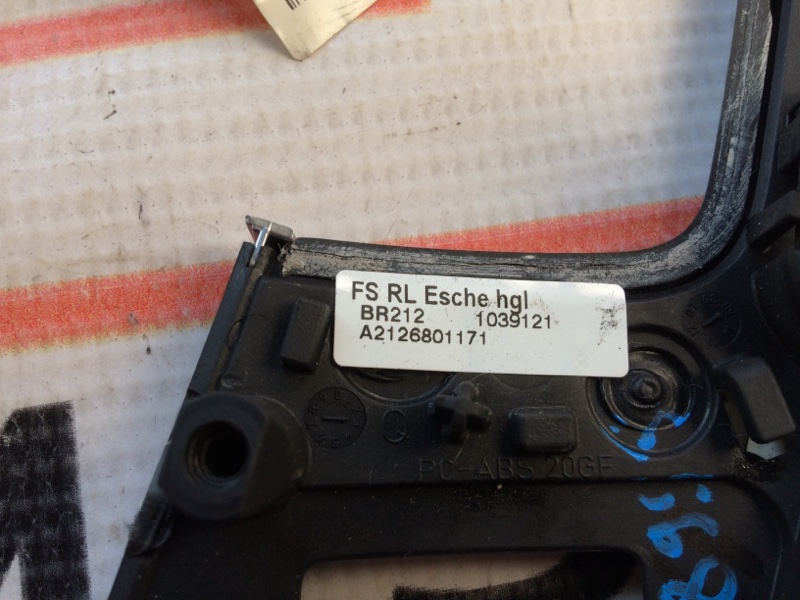 FS RL Esche hgl
BR212 1039121
A2126801171
PC-ABS 20GF